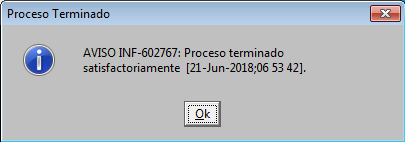 Proceso Terminado
AVISO INF-602767: Proceso terminado
satisfactoriamente [21-Jun-2018;06 53 42].
Ok